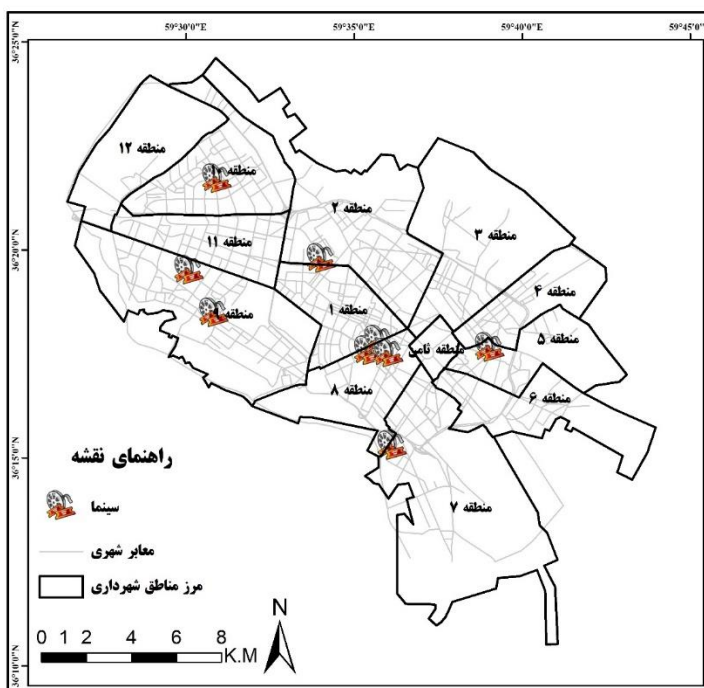 59°30'0"E
59°35'0"E
59°40'0"E
59°45'0"E
36°25'0"N
36°20'0"N
36°15'0"N
36°10'0"N
منطقه ۱۲
منطقه
منطقه ۲
منطقه ۳
منطقه ۱۱
منطقه ۴
منطقه ۱
منطقه ۹
منطقه ثامن
منطقه ۵
منطقه ۸
منطقه ۶
منطقه ۷
راهنمای نقشه
سینما
معابر شهری
مرز مناطق شهرداری
N
0 1 2 4 6 8
K.M